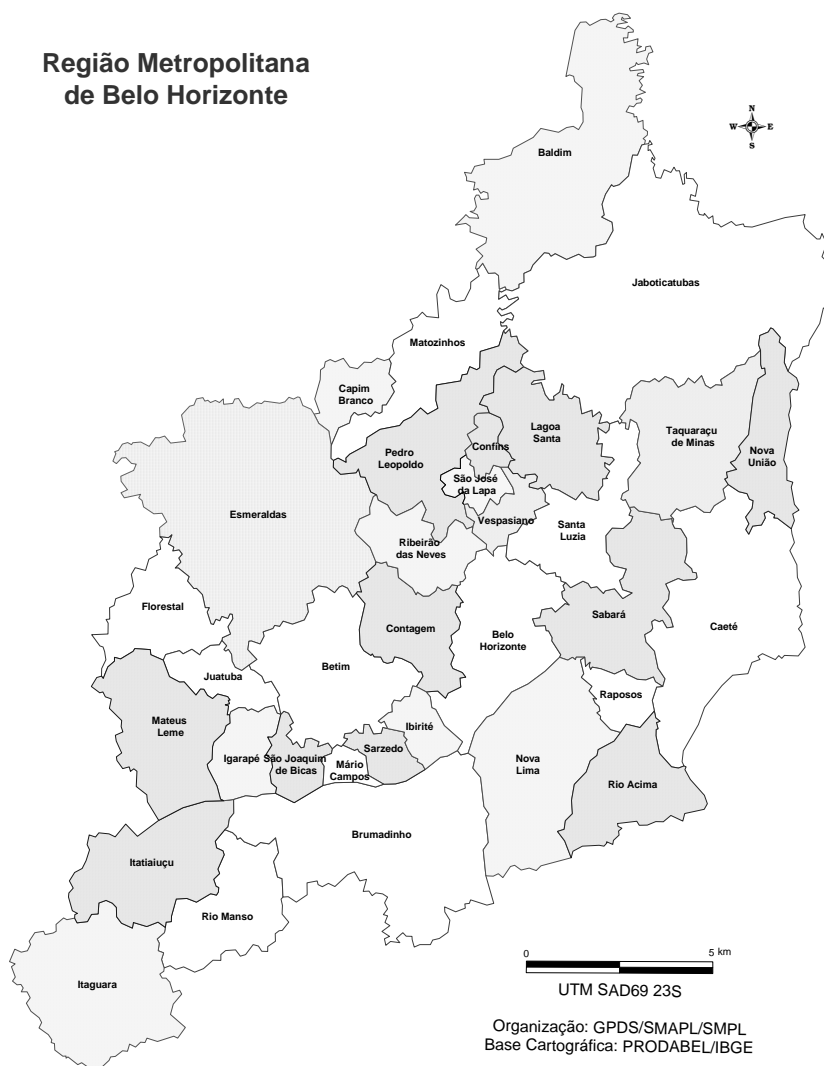 Região Metropolitana
de Belo Horizonte
N
W
E
S
Baldim
Jaboticatubas
Matozinhos
Capim
Branco
Lagoa
Santa
Taquaraçu
de Minas
Nova
União
Confins
Pedro
Leopoldo
São José
da Lapa
Esmeraldas
Vespasiano
Santa
Luzia
Ribeirão
das Neves
Florestal
Contagem
Belo
Horizonte
Sabará
Caeté
Juatuba
Betim
Raposos
Mateus
Leme
Ibirité
Igarapé
São Joaquim
de Bicas
Mário
Campos
Sarzedo
Nova
Lima
Rio Acima
Brumadinho
Itatiaiuçu
Rio Manso
Itaguara
0
5 km
UTM SAD69 23S
Organização: GPDS/SMAPL/SMPL
Base Cartográfica: PRODABEL/IBGE